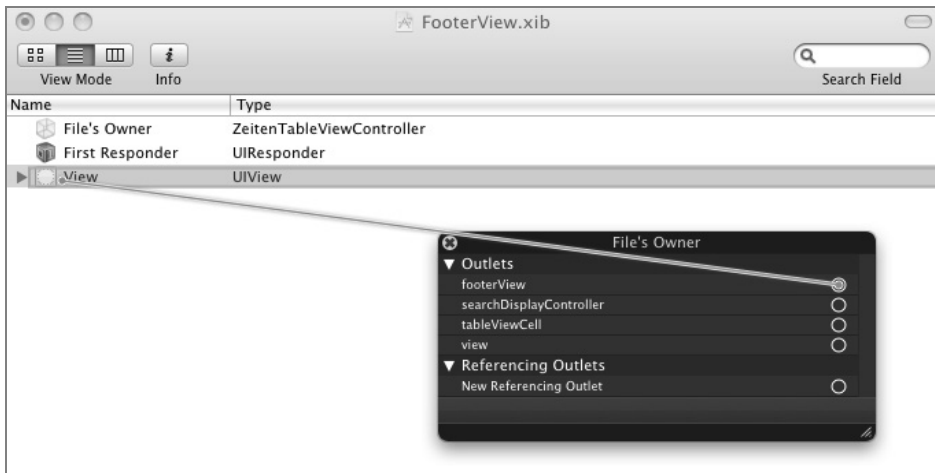 FooterView.xib
View Mode Info Search Field
Name Type
File's Owner ZeitenTableViewController
First Responder UIResponder
View UIView
File's Owner
Outlets
footerView
searchDisplayController
tableViewCell
view
Referencing Outlets
New Referencing Outlet